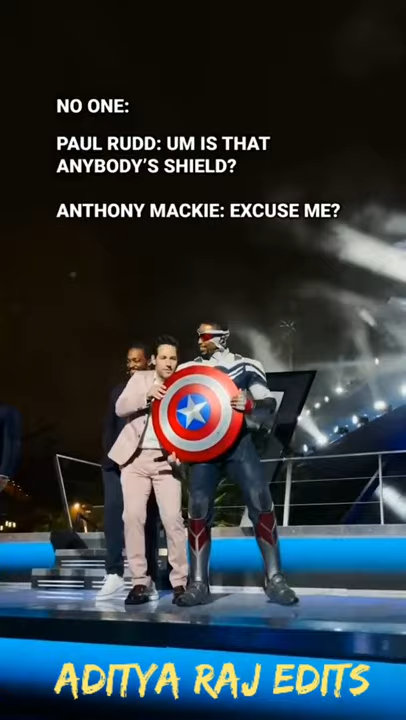 NO ONE:
PAUL RUDD: UM IS THAT
ANYBODY’S SHIELD?
ANTHONY MACKIE: EXCUSE ME?
ADITYA RAJ EDITS